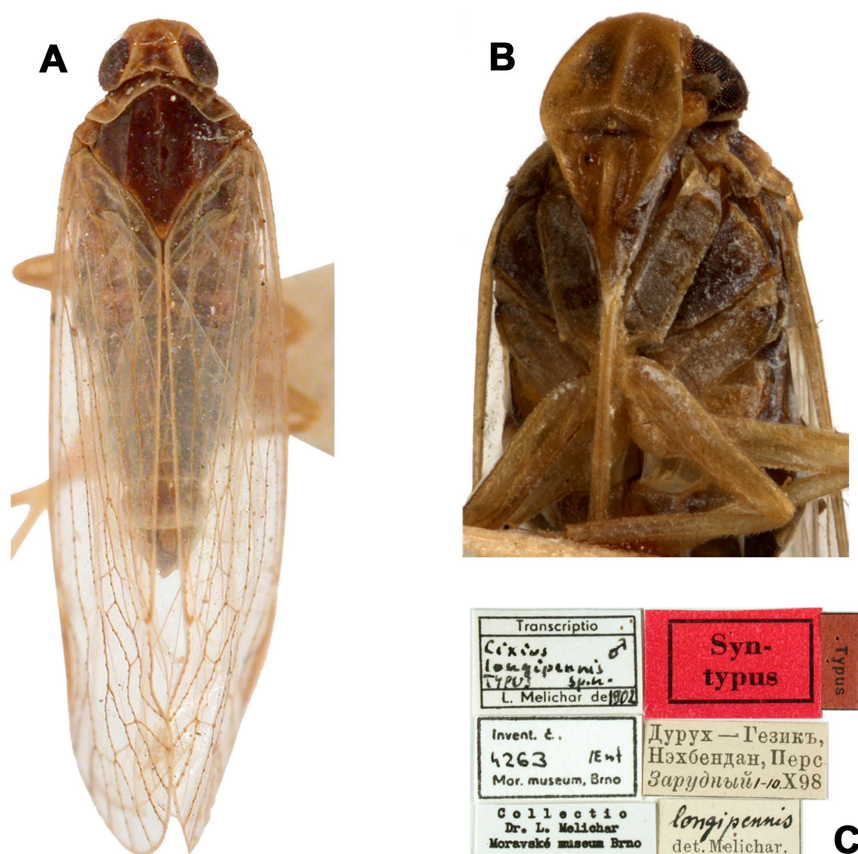 A
B
Transcriptio
Cixius ♂
longipennis
TYPUS sp.n.
L. Melichar de 1902
Syn-
typus
Typus
Invent. č.
4263 /Ent
Mor. museum, Brno
Дурух — Гезикъ,
Нэхбендан, Перс
Зарудный 1-10.X98
Collectio
Dr. L. Melichar
Moravské museum Brno
longipennis
det. Melichar.
C